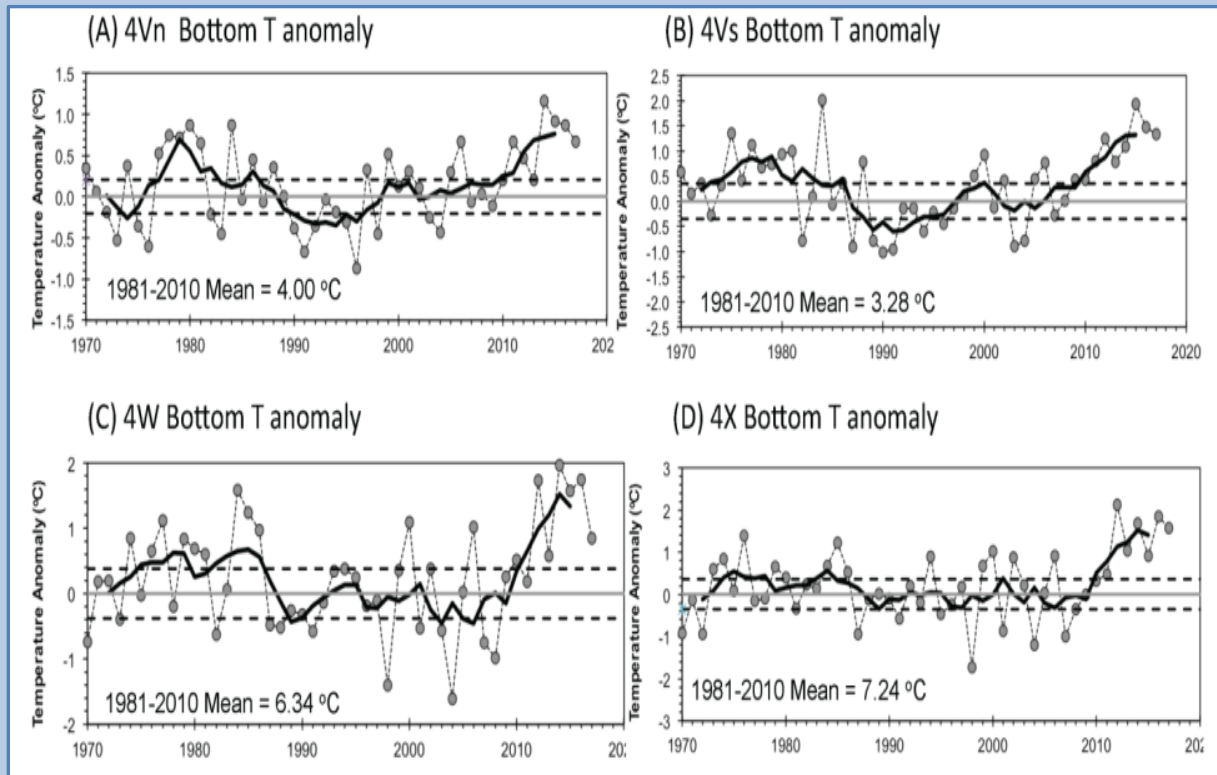 (A) 4Vn Bottom T anomaly
Temperature Anomaly (°C)
1.5
1.0
0.5
0.0
-0.5
-1.0
-1.5
1981-2010 Mean = 4.00 °C
1970 1980 1990 2000 2010 202
(B) 4Vs Bottom T anomaly
Temperature Anomaly (°C)
2.5
2.0
1.5
1.0
0.5
0.0
-0.5
-1.0
-1.5
-2.0
-2.5
1981-2010 Mean = 3.28 °C
1970 1980 1990 2000 2010 2020
(C) 4W Bottom T anomaly
Temperature Anomaly (°C)
2
1
0
-1
-2
1981-2010 Mean = 6.34 °C
1970 1980 1990 2000 2010 20
(D) 4X Bottom T anomaly
Temperature Anomaly (°C)
3
2
1
0
-1
-2
-3
1981-2010 Mean = 7.24 °C
1970 1980 1990 2000 2010 20